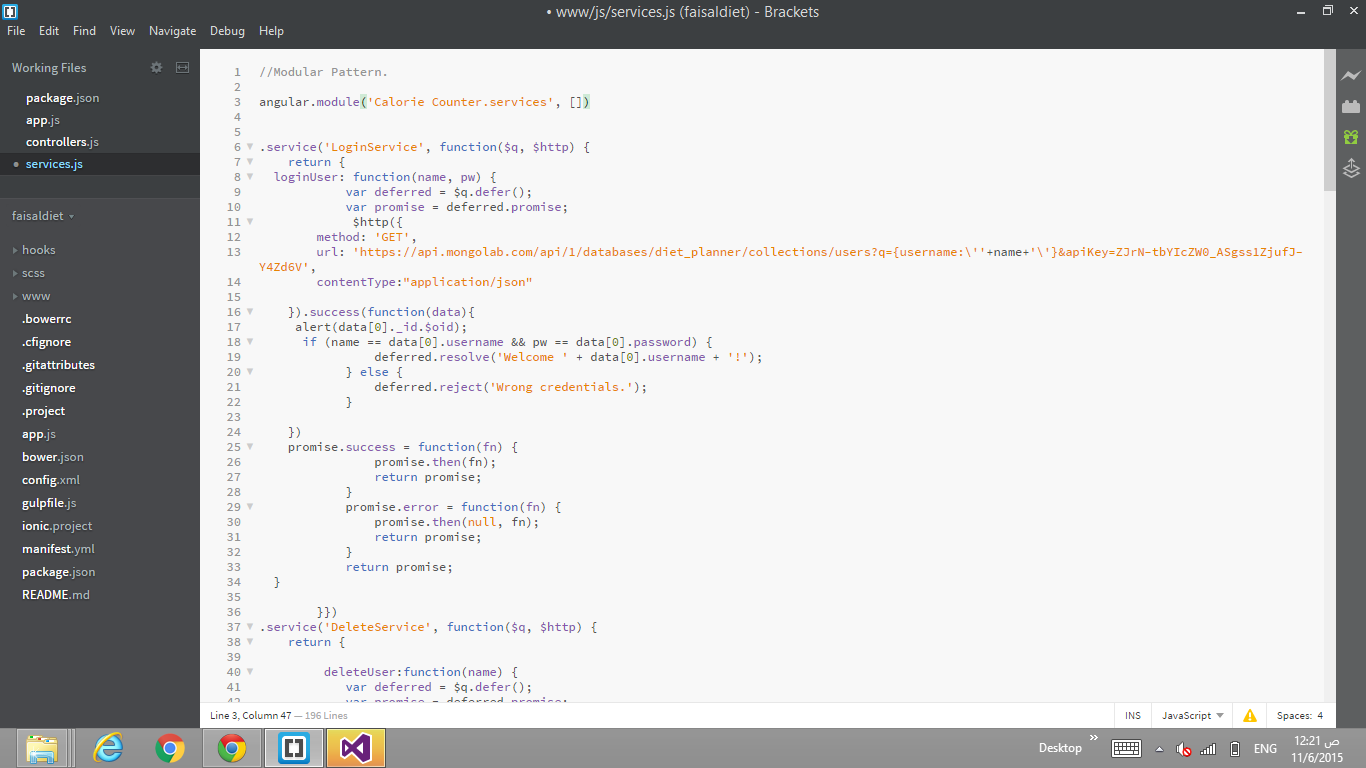 • www/js/services.js (faisaldiet) - Brackets
File Edit Find View Navigate Debug Help
Working Files
package.json
app.js
controllers.js
services.js
faisaldiet
hooks
scss
www
.bowerrc
.cfignore
.gitattributes
.gitignore
.project
app.js
bower.json
config.xml
gulpfile.js
ionic.project
manifest.yml
package.json
README.md
1 //Modular Pattern.
2
3 angular.module('Calorie Counter.services', [])
4
5
6 .service('LoginService', function($q, $http) {
7 return {
8 loginUser: function(name, pw) {
9 var deferred = $q.defer();
10 var promise = deferred.promise;
11 $http({
12 method: 'GET',
13 url: 'https://api.mongolab.com/api/1/databases/diet_planner/collections/users?q={username:\''+name+'\'}&apiKey=ZJrN-tbYIcZW0_ASgss1ZjufJ-
Y4Zd6V',
14 contentType:"application/json"
15
16 }).success(function(data){
17 alert(data[0]._id.$oid);
18 if (name == data[0].username && pw == data[0].password) {
19 deferred.resolve('Welcome ' + data[0].username + '!');
20 } else {
21 deferred.reject('Wrong credentials.');
22 }
23
24 })
25 promise.success = function(fn) {
26 promise.then(fn);
27 return promise;
28 }
29 promise.error = function(fn) {
30 promise.then(null, fn);
31 return promise;
32 }
33 return promise;
34 }
35
36 }})
37 .service('DeleteService', function($q, $http) {
38 return {
39
40 deleteUser:function(name) {
41 var deferred = $q.defer();
42 var promise = deferred.promise;
Line 3, Column 47 — 196 Lines
INS JavaScript Spaces: 4
Desktop » ENG 12:21 ص
11/6/2015